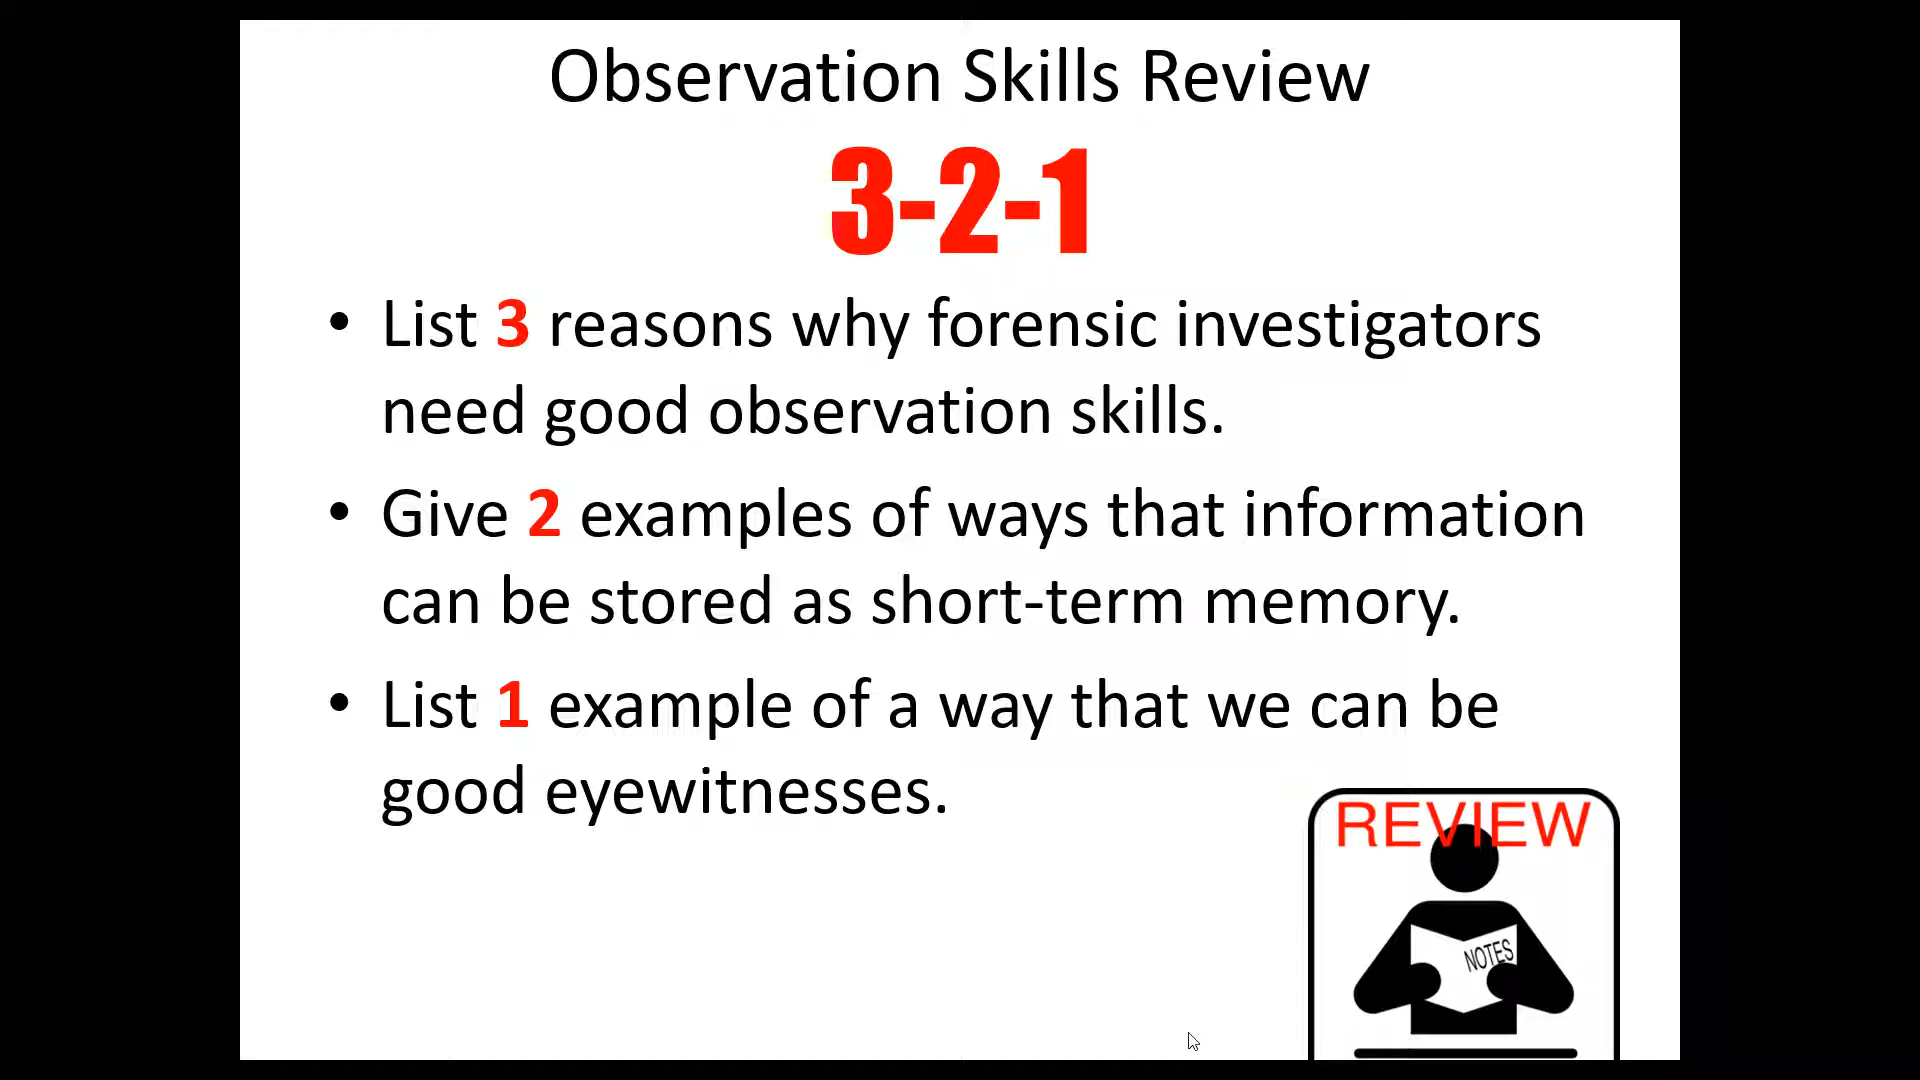 Observation Skills Review
3-2-1
• List 3 reasons why forensic investigators
need good observation skills.
• Give 2 examples of ways that information
can be stored as short-term memory.
• List 1 example of a way that we can be
good eyewitnesses.
REVIEW
NOTES